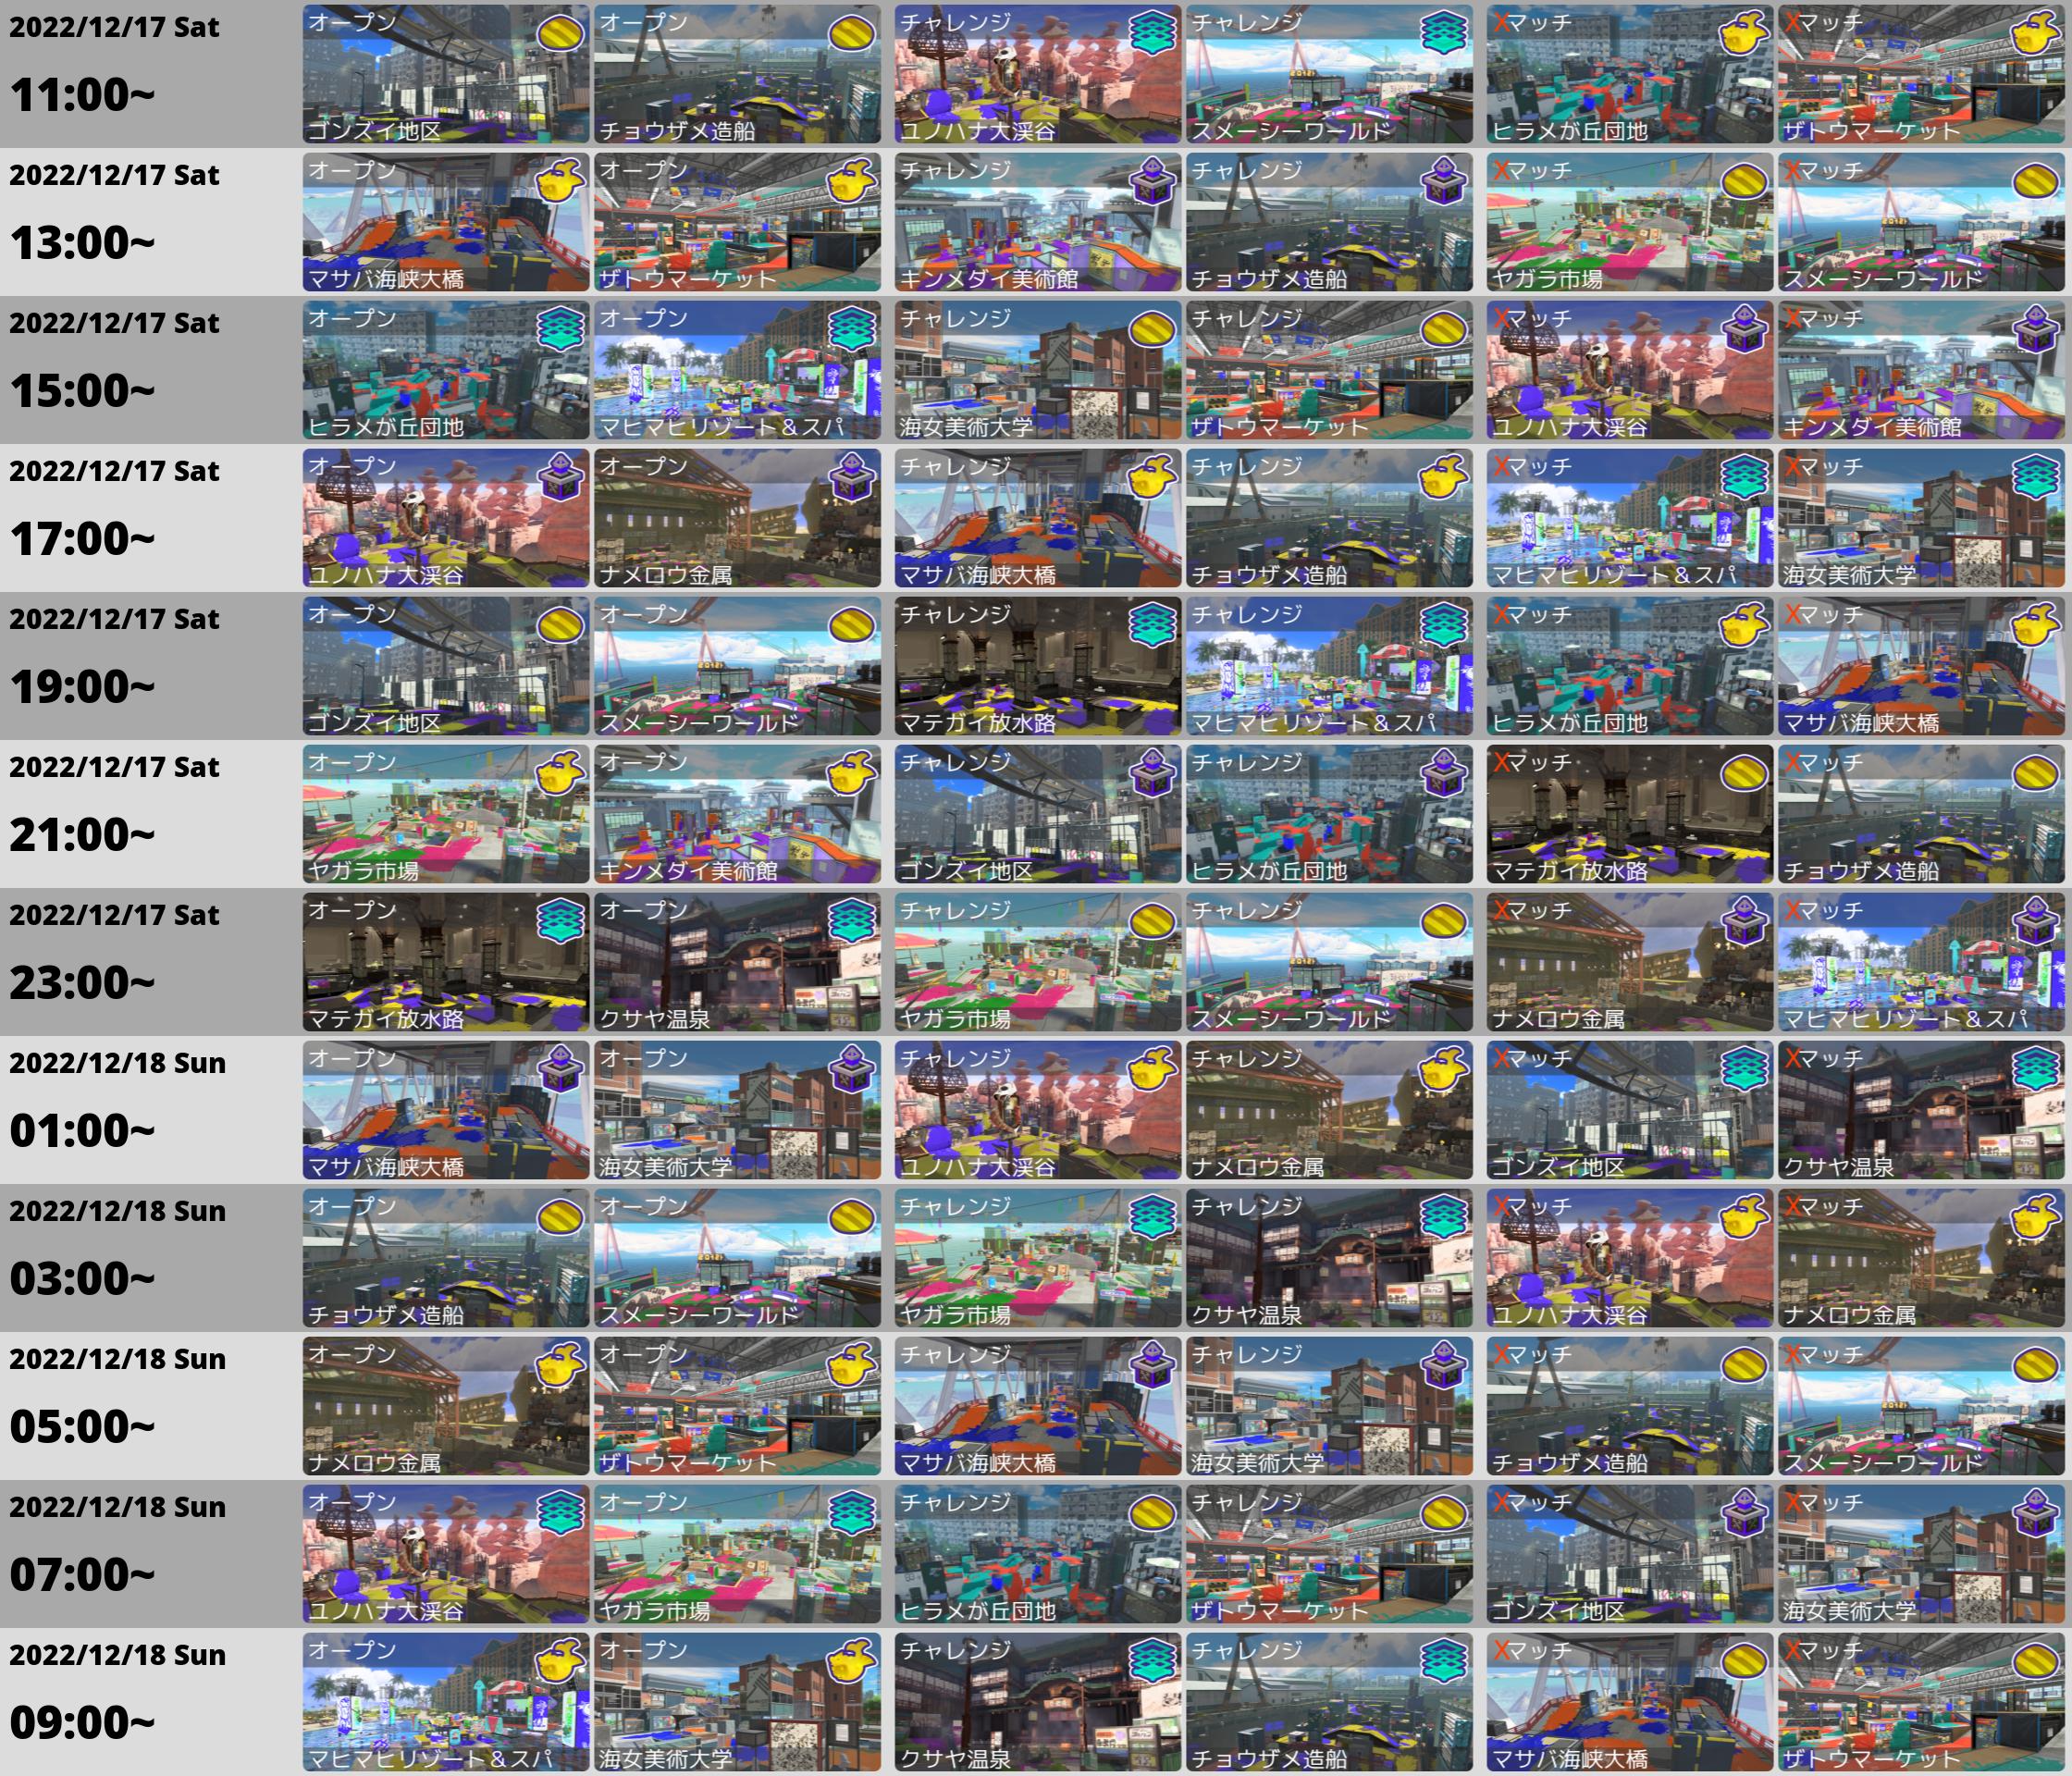 2022/12/17 Sat
11:00~
オープン
ゴンズイ地区
オープン
チョウザメ造船
チャレンジ
ユノハナ大渓谷
チャレンジ
スメーシーワールド
Xマッチ
ヒラメが丘団地
Xマッチ
ザトウマーケット
2022/12/17 Sat
13:00~
オープン
マサバ海峡大橋
オープン
ザトウマーケット
チャレンジ
キンメダイ美術館
チャレンジ
チョウザメ造船
Xマッチ
ヤガラ市場
Xマッチ
スメーシーワールド
2022/12/17 Sat
15:00~
オープン
ヒラメが丘団地
オープン
マヒマヒリゾート＆スパ
チャレンジ
海女美術大学
チャレンジ
ザトウマーケット
Xマッチ
ユノハナ大渓谷
Xマッチ
キンメダイ美術館
2022/12/17 Sat
17:00~
オープン
ユノハナ大渓谷
オープン
ナメロウ金属
チャレンジ
マサバ海峡大橋
チャレンジ
チョウザメ造船
Xマッチ
マヒマヒリゾート＆スパ
Xマッチ
海女美術大学
2022/12/17 Sat
19:00~
オープン
ゴンズイ地区
オープン
スメーシーワールド
チャレンジ
マテガイ放水路
チャレンジ
マヒマヒリゾート＆スパ
Xマッチ
ヒラメが丘団地
Xマッチ
マサバ海峡大橋
2022/12/17 Sat
21:00~
オープン
ヤガラ市場
オープン
キンメダイ美術館
チャレンジ
ゴンズイ地区
チャレンジ
ヒラメが丘団地
Xマッチ
マテガイ放水路
Xマッチ
チョウザメ造船
2022/12/17 Sat
23:00~
オープン
マテガイ放水路
オープン
クサヤ温泉
チャレンジ
ヤガラ市場
チャレンジ
スメーシーワールド
Xマッチ
ナメロウ金属
Xマッチ
マヒマヒリゾート＆スパ
2022/12/18 Sun
01:00~
オープン
マサバ海峡大橋
オープン
海女美術大学
チャレンジ
ユノハナ大渓谷
チャレンジ
ナメロウ金属
Xマッチ
ゴンズイ地区
Xマッチ
クサヤ温泉
2022/12/18 Sun
03:00~
オープン
チョウザメ造船
オープン
スメーシーワールド
チャレンジ
ヤガラ市場
チャレンジ
クサヤ温泉
Xマッチ
ユノハナ大渓谷
Xマッチ
ナメロウ金属
2022/12/18 Sun
05:00~
オープン
ナメロウ金属
オープン
ザトウマーケット
チャレンジ
マサバ海峡大橋
チャレンジ
海女美術大学
Xマッチ
チョウザメ造船
Xマッチ
スメーシーワールド
2022/12/18 Sun
07:00~
オープン
ユノハナ大渓谷
オープン
ヤガラ市場
チャレンジ
ヒラメが丘団地
チャレンジ
ザトウマーケット
Xマッチ
ゴンズイ地区
Xマッチ
海女美術大学
2022/12/18 Sun
09:00~
オープン
マヒマヒリゾート＆スパ
オープン
海女美術大学
チャレンジ
クサヤ温泉
チャレンジ
チョウザメ造船
Xマッチ
マサバ海峡大橋
Xマッチ
ザトウマーケット